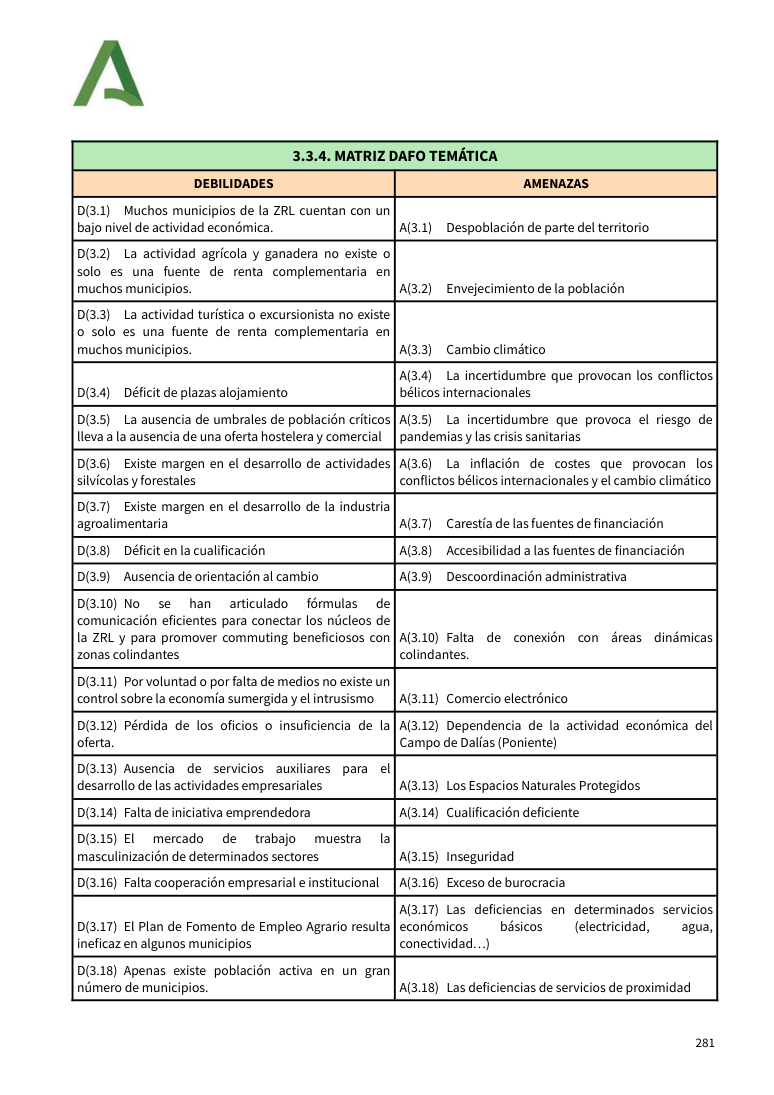 3.3.4. MATRIZ DAFO TEMÁTICA
DEBILIDADES
AMENAZAS
D(3.1) Muchos municipios de la ZRL cuentan con un
bajo nivel de actividad económica.
A(3.1) Despoblación de parte del territorio
D(3.2) La actividad agrícola y ganadera no existe o
solo es una fuente de renta complementaria en
muchos municipios.
A(3.2) Envejecimiento de la población
D(3.3) La actividad turística o excursionista no existe
o solo es una fuente de renta complementaria en
muchos municipios.
A(3.3) Cambio climático
D(3.4) Déficit de plazas alojamiento
A(3.4) La incertidumbre que provocan los conflictos
bélicos internacionales
D(3.5) La ausencia de umbrales de población críticos
lleva a la ausencia de una oferta hostelera y comercial
A(3.5) La incertidumbre que provoca el riesgo de
pandemias y las crisis sanitarias
D(3.6) Existe margen en el desarrollo de actividades
silvícolas y forestales
A(3.6) La inflación de costes que provocan los
conflictos bélicos internacionales y el cambio climático
D(3.7) Existe margen en el desarrollo de la industria
agroalimentaria
A(3.7) Carestía de las fuentes de financiación
D(3.8) Déficit en la cualificación
A(3.8) Accesibilidad a las fuentes de financiación
D(3.9) Ausencia de orientación al cambio
A(3.9) Descoordinación administrativa
D(3.10) No se han articulado fórmulas de
comunicación eficientes para conectar los núcleos de
la ZRL y para promover commuting beneficiosos con
zonas colindantes
A(3.10) Falta de conexión con áreas dinámicas
colindantes.
D(3.11) Por voluntad o por falta de medios no existe un
control sobre la economía sumergida y el intrusismo
A(3.11) Comercio electrónico
D(3.12) Pérdida de los oficios o insuficiencia de la
oferta.
A(3.12) Dependencia de la actividad económica del
Campo de Dalías (Poniente)
D(3.13) Ausencia de servicios auxiliares para el
desarrollo de las actividades empresariales
A(3.13) Los Espacios Naturales Protegidos
D(3.14) Falta de iniciativa emprendedora
A(3.14) Cualificación deficiente
D(3.15) El mercado de trabajo muestra la
masculinización de determinados sectores
A(3.15) Inseguridad
D(3.16) Falta cooperación empresarial e institucional
A(3.16) Exceso de burocracia
D(3.17) El Plan de Fomento de Empleo Agrario resulta
ineficaz en algunos municipios
A(3.17) Las deficiencias en determinados servicios
económicos básicos (electricidad, agua,
conectividad…)
D(3.18) Apenas existe población activa en un gran
número de municipios.
A(3.18) Las deficiencias de servicios de proximidad
281